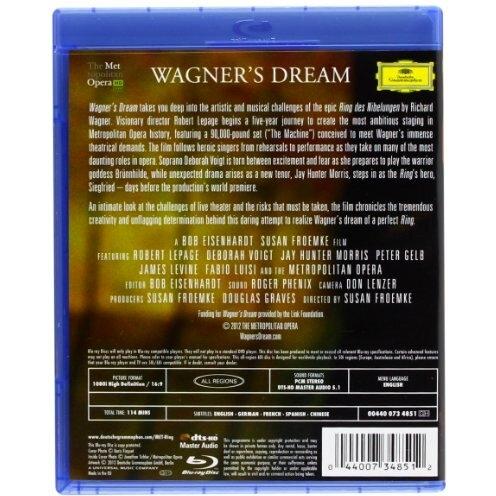 The Met
ropolitan
Opera HD
WAGNER'S DREAM
Deutsche
Grammophon
Wagner's Dream takes you deep into the artistic and musical challenges of the epic Ring des Nibelungen by Richard
Wagner. Visionary director Robert Lepage begins a five-year journey to create the most ambitious staging in
Metropolitan Opera history, featuring a 90,000-pound set ("The Machine") conceived to meet Wagner's immense
theatrical demands. The film follows heroic singers from rehearsals to performance as they take on many of the most
daunting roles in opera. Soprano Deborah Voigt is torn between excitement and fear as she prepares to play the warrior
goddess Brünnhilde, while unexpected drama arises as a new tenor, Jay Hunter Morris, steps in as the Ring's hero,
Siegfried – days before the production's world premiere.
An intimate look at the challenges of live theater and the risks that must be taken, the film chronicles the tremendous
creativity and unflagging determination behind this daring attempt to realize Wagner's dream of a perfect Ring.
A BOB EISENHARDT SUSAN FROEMKE FILM
FEATURING ROBERT LEPAGE DEBORAH VOIGT JAY HUNTER MORRIS PETER GELB
JAMES LEVINE FABIO LUISI AND THE METROPOLITAN OPERA
EDITOR BOB EISENHARDT SOUND ROGER PHENIX CAMERA DON LENZER
PRODUCERS SUSAN FROEMKE DOUGLAS GRAVES DIRECTED BY SUSAN FROEMKE
Funding for Wagner's Dream provided by the Link Foundation
© 2012 THE METROPOLITAN OPERA
WagnersDream.com
PICTURE FORMAT:
1080i High Definition / 16:9
ALL REGIONS
SOUND FORMATS
PCM STEREO
DTS-HD MASTER AUDIO 5.1
MENU LANGUAGE
ENGLISH
TOTAL TIME: 114 MINS
SUBTITLES: ENGLISH - GERMAN - FRENCH - SPANISH - CHINESE
00440 073 4851 GH
www.deutschegrammophon.com/MET-Ring
A UNIVERSAL MUSIC COMPANY
Made in the EU
dts-HD
Master Audio
Blu-ray Disc
0 44007 34851 2